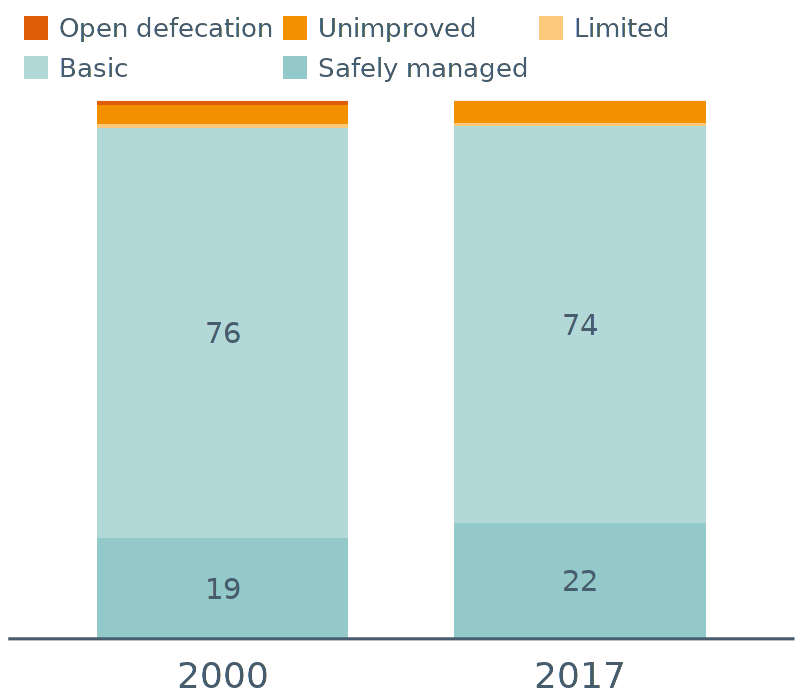 Open defecation Unimproved Limited
Basic Safely managed
76 74
19 22
2000 2017